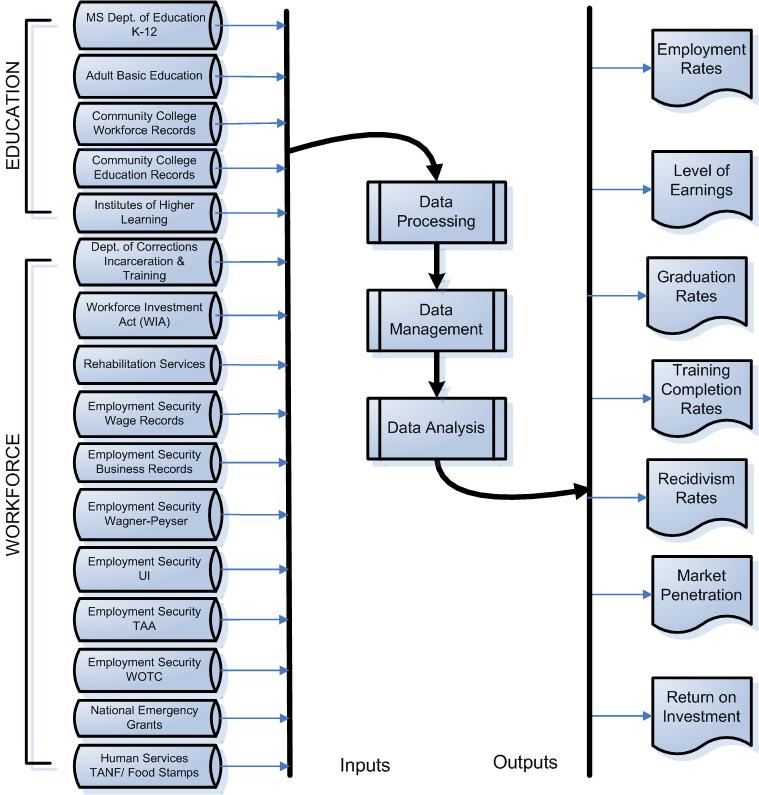 EDUCATION
MS Dept. of Education
K-12
Adult Basic Education
Community College
Workforce Records
Community College
Education Records
Institutes of Higher
Learning
WORKFORCE
Dept. of Corrections
Incarceration &
Training
Workforce Investment
Act (WIA)
Rehabilitation Services
Employment Security
Wage Records
Employment Security
Business Records
Employment Security
Wagner-Peyser
Employment Security
UI
Employment Security
TAA
Employment Security
WOTC
National Emergency
Grants
Human Services
TANF/ Food Stamps
Inputs
Data
Processing
Data
Management
Data Analysis
Outputs
Employment
Rates
Level of
Earnings
Graduation
Rates
Training
Completion
Rates
Recidivism
Rates
Market
Penetration
Return on
Investment